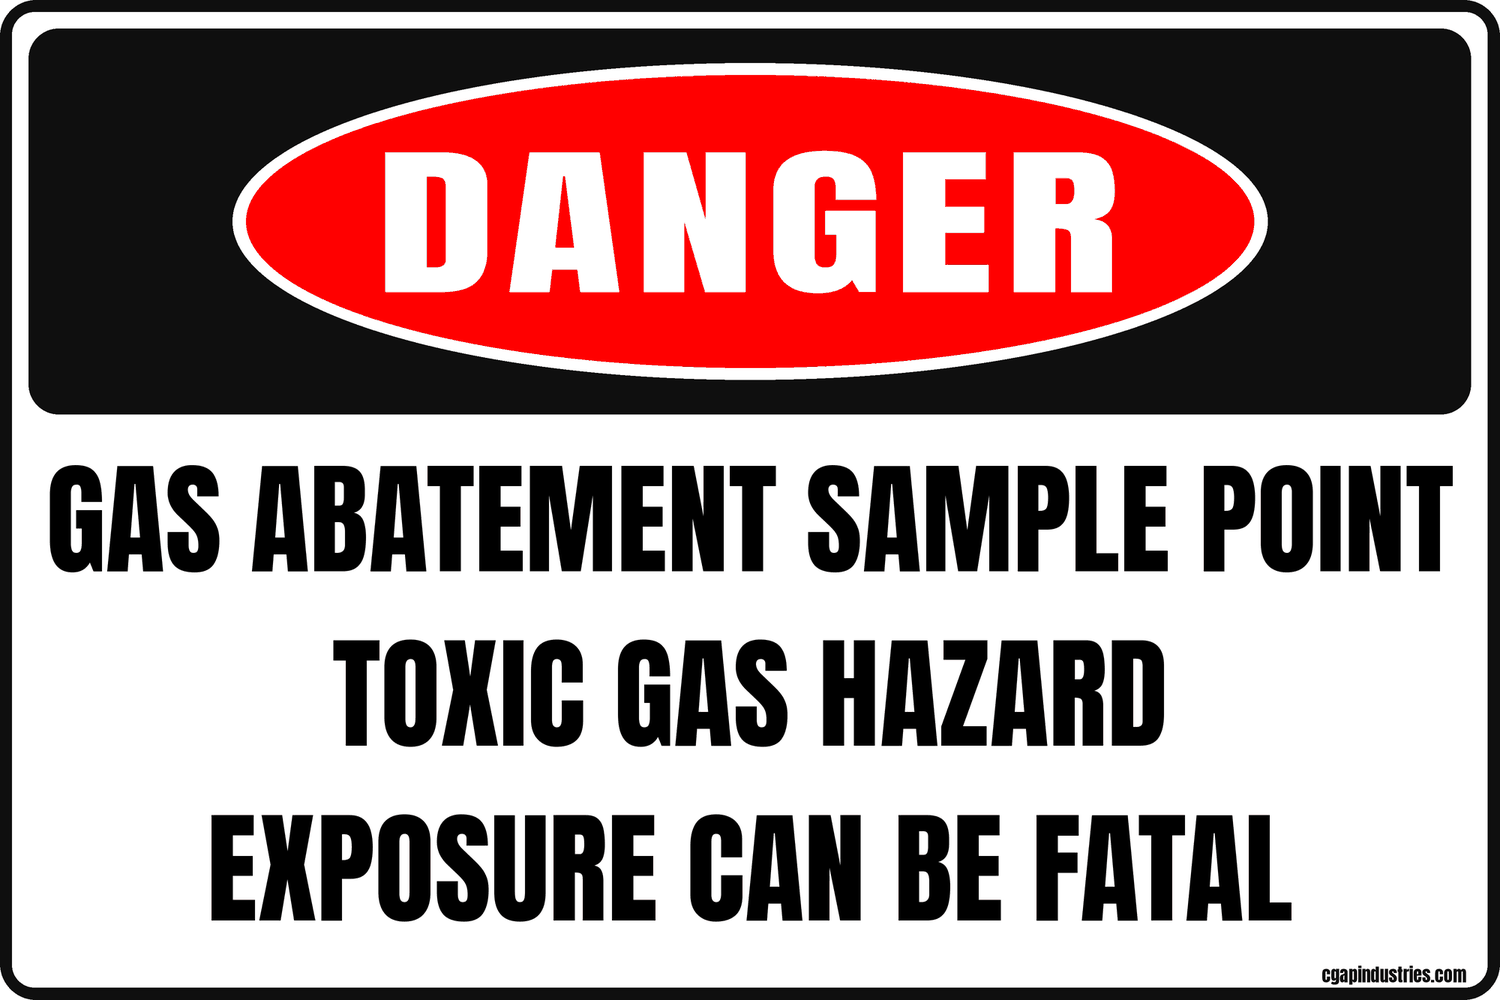 DANGER
GAS ABATEMENT SAMPLE POINT
TOXIC GAS HAZARD
EXPOSURE CAN BE FATAL
cgapindustries.com